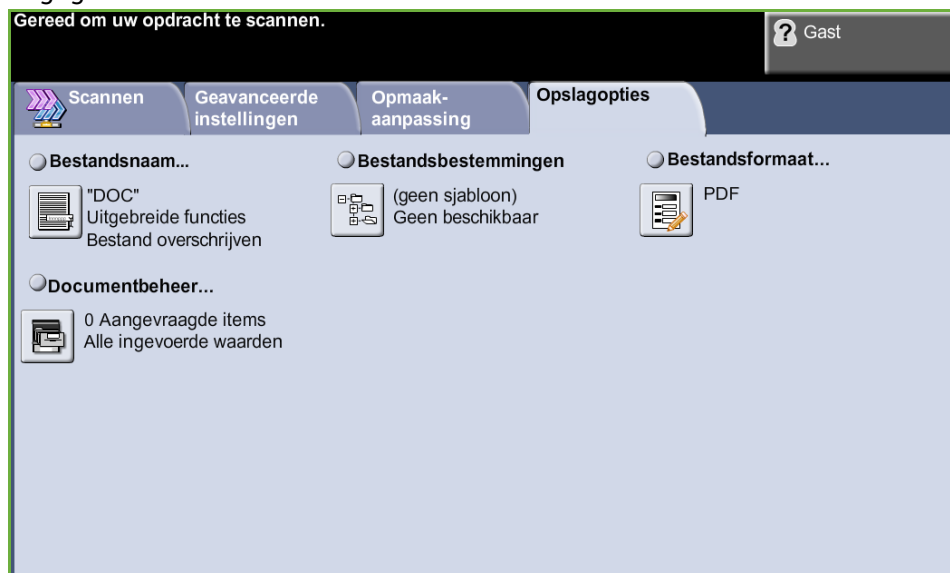 Gereed om uw opdracht te scannen.
? Gast
Scannen
Geavanceerde
instellingen
Opmaak-
aanpassing
Opslagopties
Bestandsnaam...
"DOC"
Uitgebreide functies
Bestand overschrijven
Bestandsbestemmingen
(geen sjabloon)
Geen beschikbaar
Bestandsformaat...
PDF
Documentbeheer...
0 Aangevraagde items
Alle ingevoerde waarden